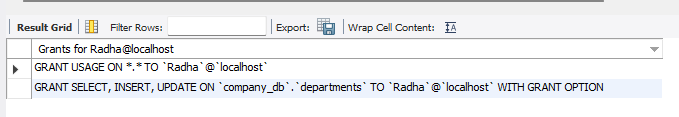 Result Grid Filter Rows: Export: Wrap Cell Content: IA
Grants for Radha@localhost
GRANT USAGE ON *.* TO `Radha`@`localhost`
GRANT SELECT, INSERT, UPDATE ON `company_db`.`departments` TO `Radha`@`localhost` WITH GRANT OPTION